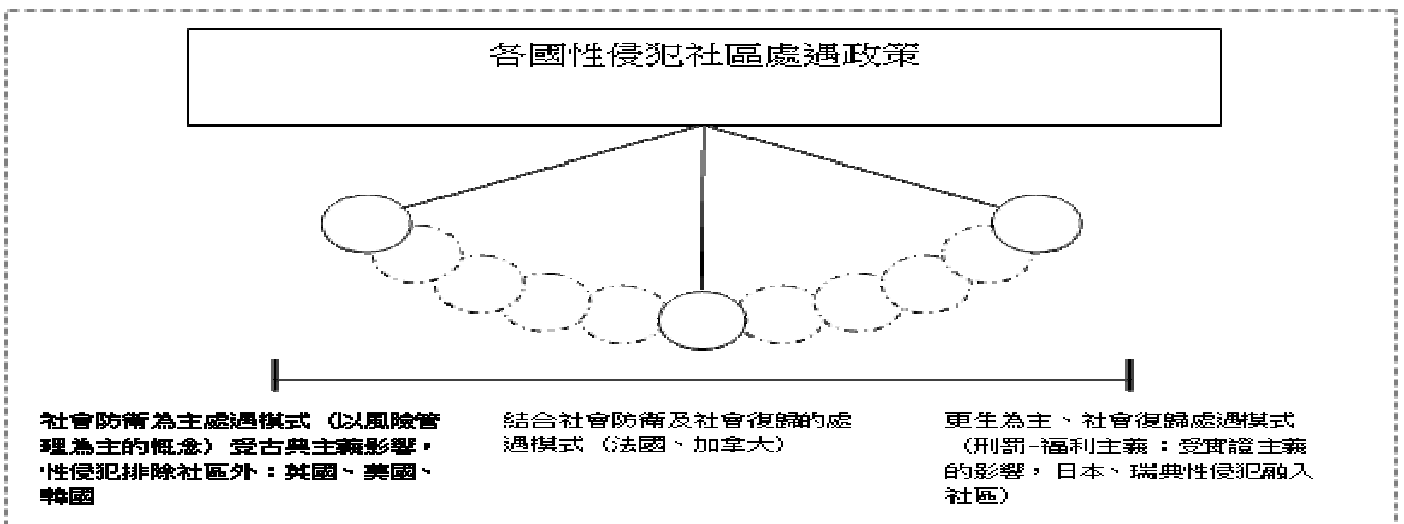 各國性侵犯社區處遇政策
社會防衛為主處遇模式（以風險管
理為主的概念）受古典主義影響，
性侵犯排除社區外：英國、美國、
韓國
結合社會防衛及社會復歸的處
遇模式（法國、加拿大）
更生為主、社會復歸處遇模式
（刑罰-福利主義：受實證主義
的影響，日本、瑞典性侵犯融入
社區）